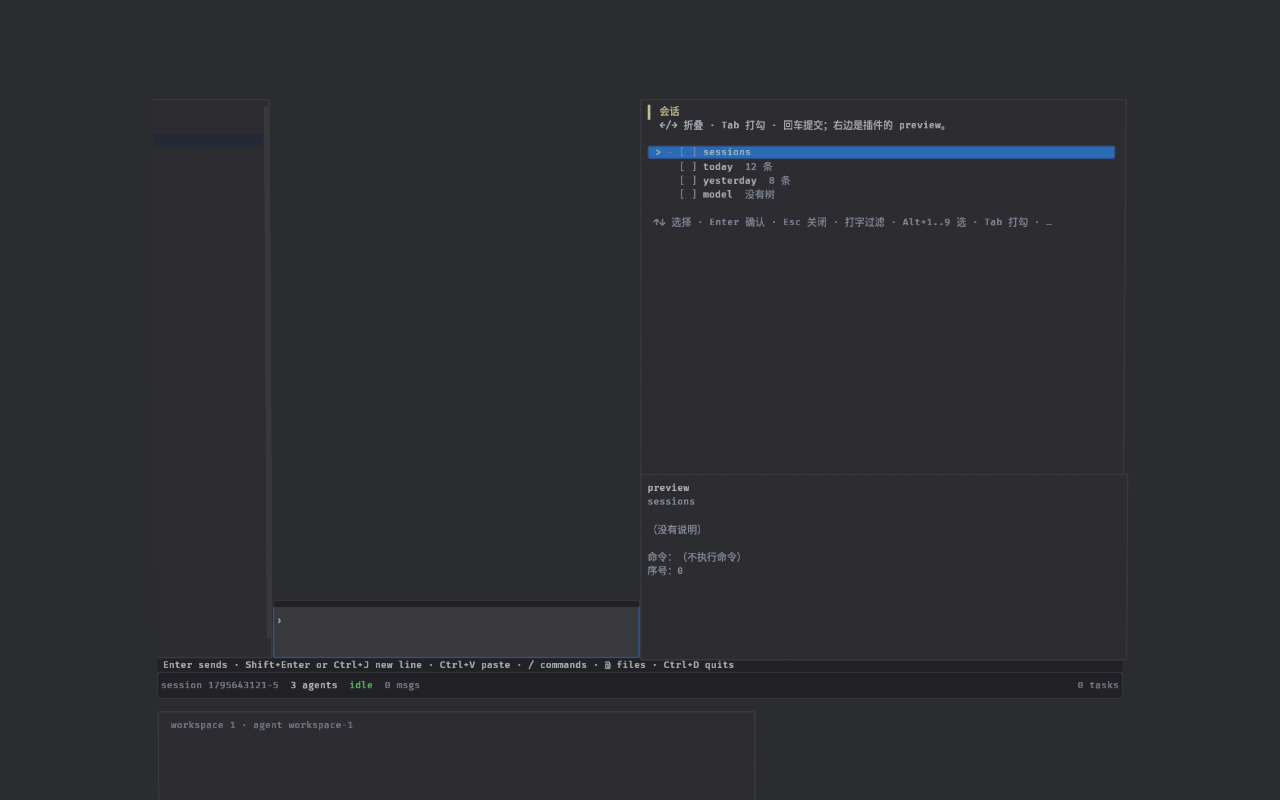 会话
←/→ 折叠 · Tab 打勾 · 回车提交；右边是插件的 preview。
> - [ ] sessions
[ ] today 12 条
[ ] yesterday 8 条
[ ] model 没有树
↑↓ 选择 · Enter 确认 · Esc 关闭 · 打字过滤 · Alt+1..9 选 · Tab 打勾 · …
preview
sessions
（没有说明）
命令：（不执行命令）
序号：0
›
Enter sends · Shift+Enter or Ctrl+J new line · Ctrl+V paste · / commands · @ files · Ctrl+D quits
session 1795643121-5 3 agents idle 0 msgs 0 tasks
workspace 1 · agent workspace-1